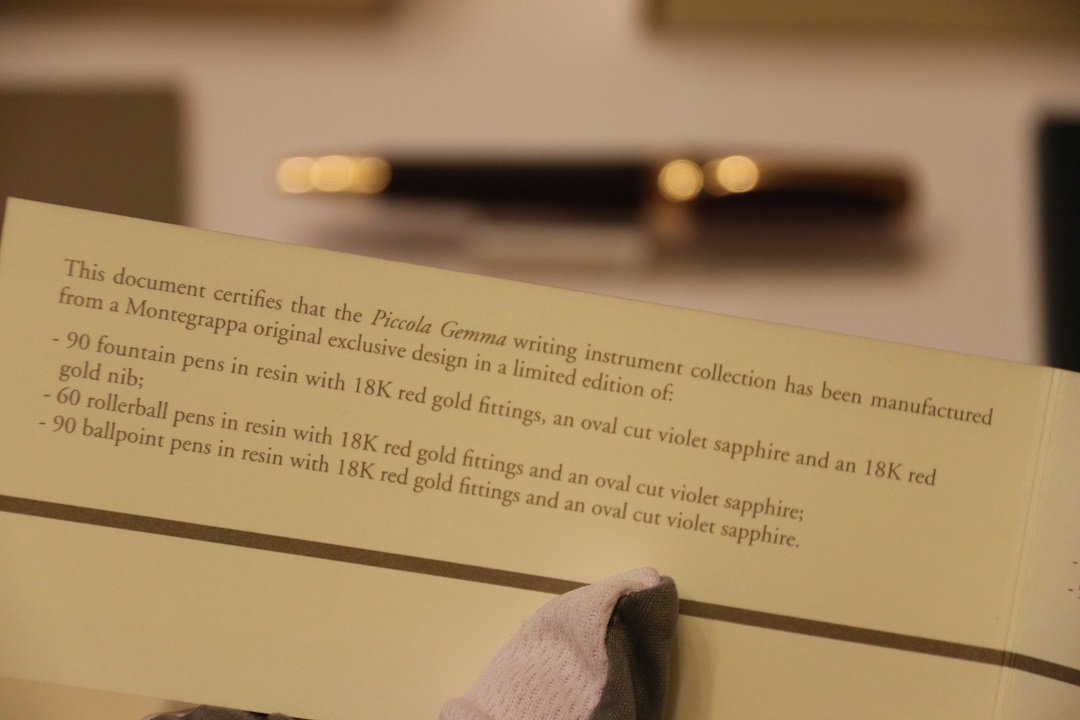 This document certifies that the Piccola Gemma writing instrument collection has been manufactured
from a Montegrappa original exclusive design in a limited edition of:
- 90 fountain pens in resin with 18K red gold fittings, an oval cut violet sapphire and an 18K red
gold nib;
- 60 rollerball pens in resin with 18K red gold fittings and an oval cut violet sapphire;
- 90 ballpoint pens in resin with 18K red gold fittings and an oval cut violet sapphire.